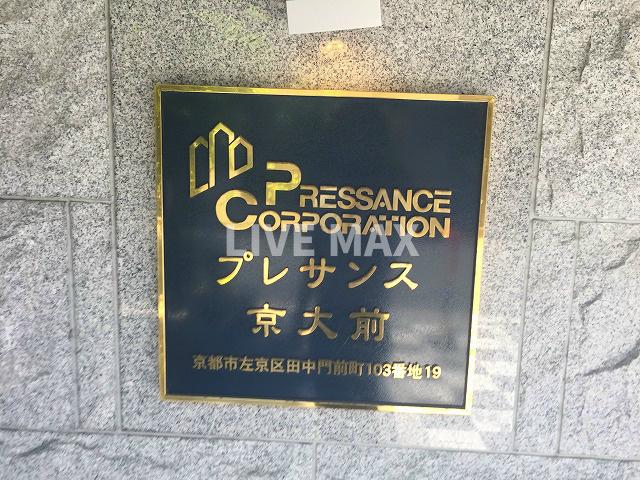 PRESSANCE
CORPORATION
LIVE MAX
プレサンス
京大前
京都市左京区田中門前町103番地19